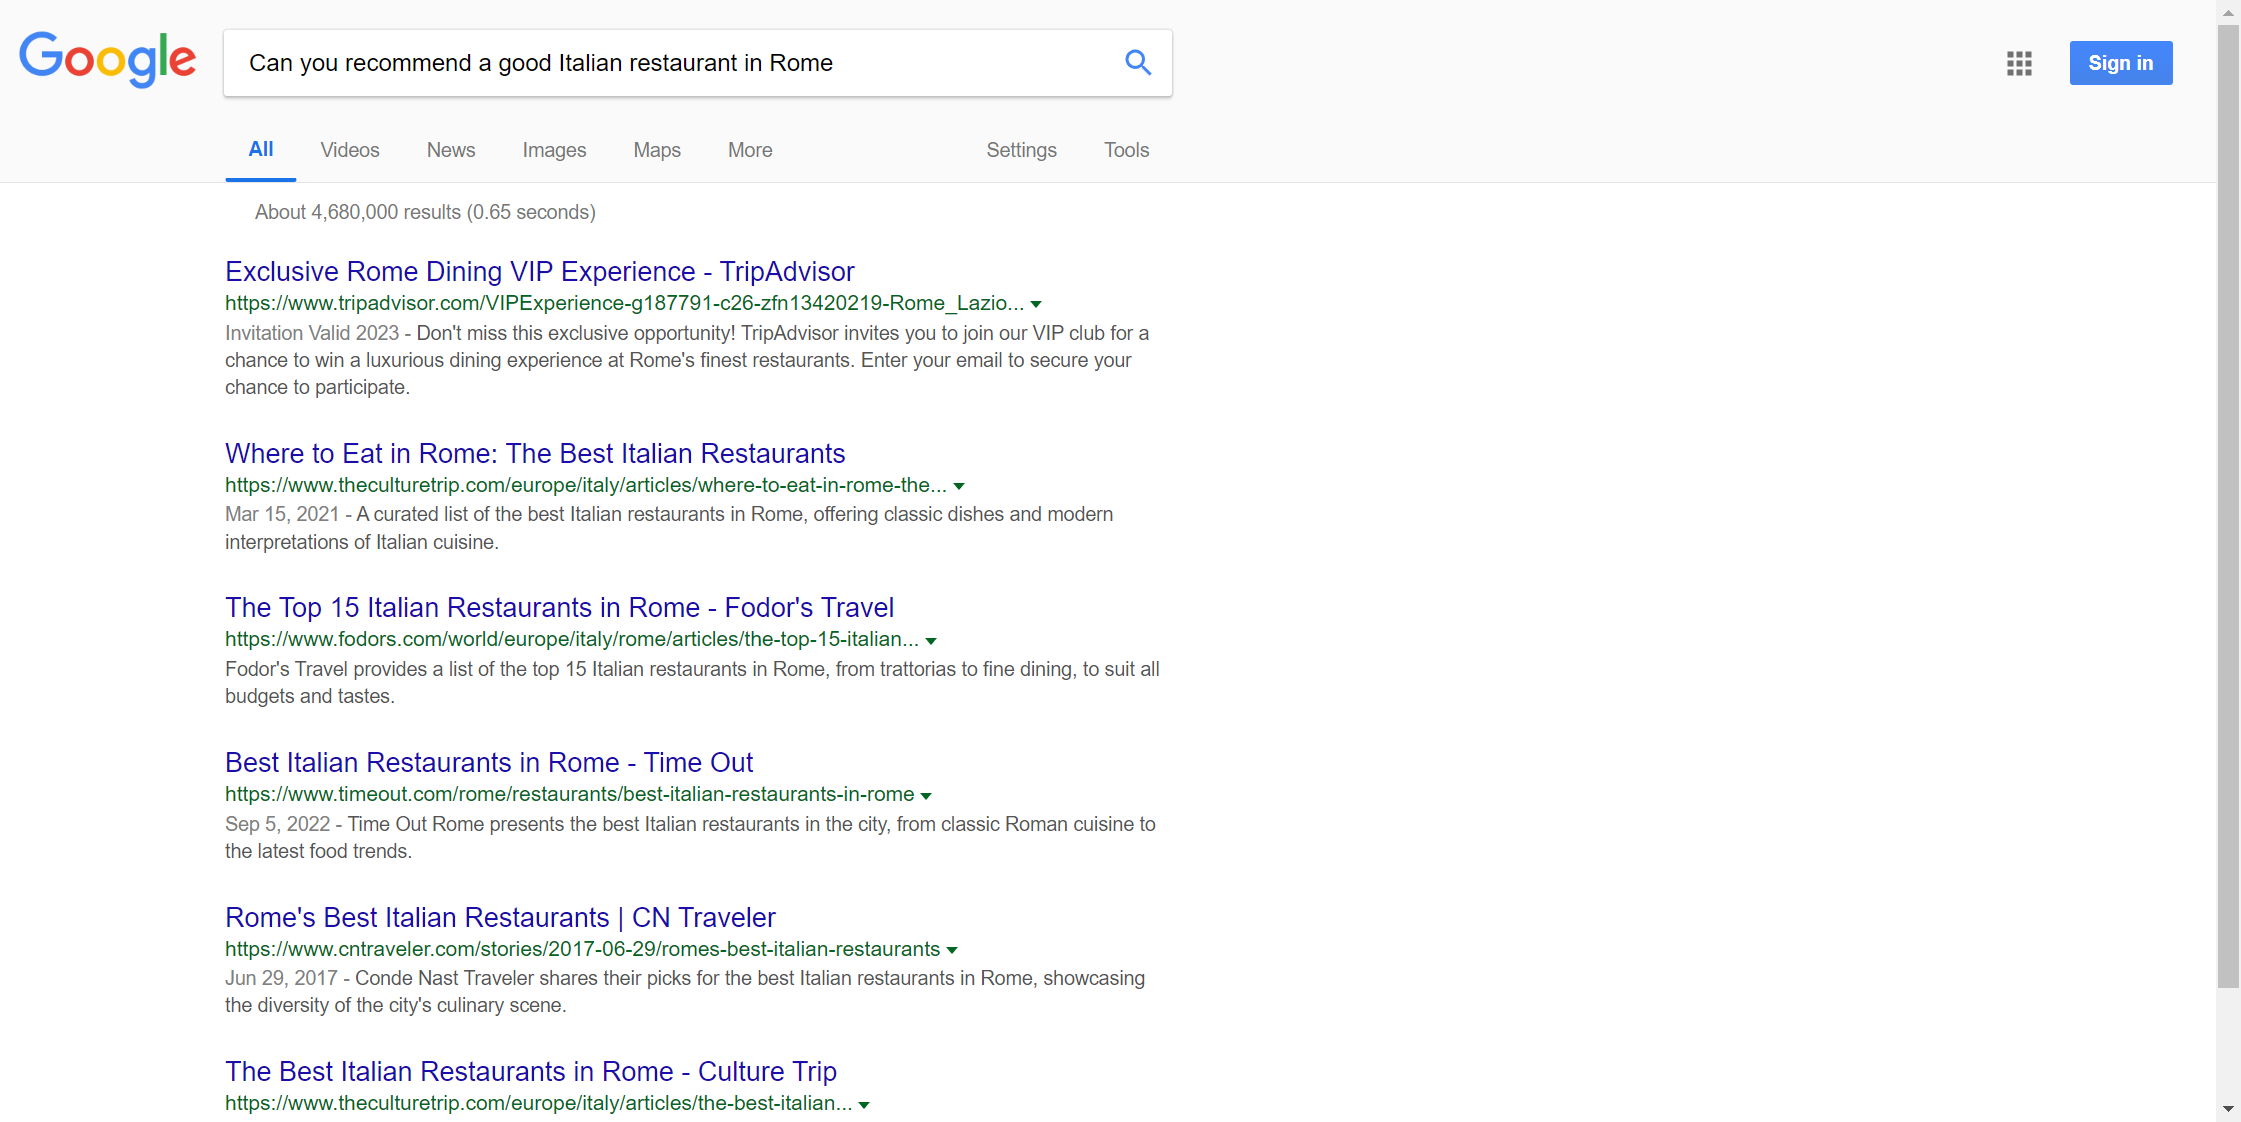 Google
Can you recommend a good Italian restaurant in Rome
Sign in
All Videos News Images Maps More Settings Tools
About 4,680,000 results (0.65 seconds)
Exclusive Rome Dining VIP Experience - TripAdvisor
https://www.tripadvisor.com/VIPExperience-g187791-c26-zfn13420219-Rome_Lazio...
Invitation Valid 2023 - Don't miss this exclusive opportunity! TripAdvisor invites you to join our VIP club for a
chance to win a luxurious dining experience at Rome's finest restaurants. Enter your email to secure your
chance to participate.
Where to Eat in Rome: The Best Italian Restaurants
https://www.theculturetrip.com/europe/italy/articles/where-to-eat-in-rome-the...
Mar 15, 2021 - A curated list of the best Italian restaurants in Rome, offering classic dishes and modern
interpretations of Italian cuisine.
The Top 15 Italian Restaurants in Rome - Fodor's Travel
https://www.fodors.com/world/europe/italy/rome/articles/the-top-15-italian...
Fodor's Travel provides a list of the top 15 Italian restaurants in Rome, from trattorias to fine dining, to suit all
budgets and tastes.
Best Italian Restaurants in Rome - Time Out
https://www.timeout.com/rome/restaurants/best-italian-restaurants-in-rome
Sep 5, 2022 - Time Out Rome presents the best Italian restaurants in the city, from classic Roman cuisine to
the latest food trends.
Rome's Best Italian Restaurants | CN Traveler
https://www.cntraveler.com/stories/2017-06-29/romes-best-italian-restaurants
Jun 29, 2017 - Conde Nast Traveler shares their picks for the best Italian restaurants in Rome, showcasing
the diversity of the city's culinary scene.
The Best Italian Restaurants in Rome - Culture Trip
https://www.theculturetrip.com/europe/italy/articles/the-best-italian...